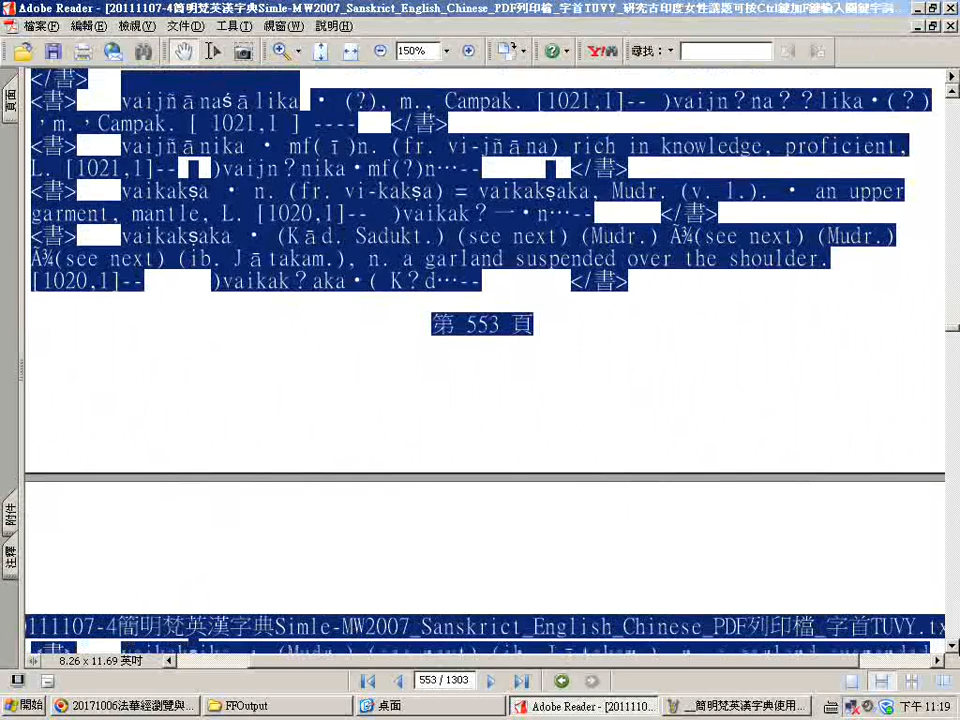 Adobe Reader - [20111107-4簡明梵英漢字典Simle-MW2007_Sanskrict_English_Chinese_PDF列印檔_字首TUVY_研究古印度女性議題可按Ctrl鍵加F鍵輸入關鍵字詞
檔案(F) 編輯(E) 檢視(V) 文件(D) 工具(T) 視窗(W) 說明(H)
150% Y! 尋找:
頁面
</書>
<書> vaijñānaśālika · (?), m., Campak. [1021,1]-- )vaijn?na??lika·(?)
,m.,Campak. [ 1021,1 ] ---- </書>
<書> vaijñānika · mf(ī)n. (fr. vi-jñāna) rich in knowledge, proficient,
L. [1021,1]-- )vaijn?nika·mf(?)n…-- </書>
<書> vaikakṣa · n. (fr. vi-kakṣa) = vaikakṣaka, Mudr. (v. l.). · an upper
garment, mantle, L. [1020,1]-- )vaikak?一·n…-- </書>
<書> vaikakṣaka · (Kād. Sadukt.) (see next) (Mudr.) Ã¾(see next) (Mudr.)
Ã¾(see next) (ib. Jātakam.), n. a garland suspended over the shoulder.
[1020,1]-- )vaikak?aka·( K?d…-- </書>
第 553 頁
附件
注釋
111107-4簡明梵英漢字典Simle-MW2007_Sanskrict_English_Chinese_PDF列印檔_字首TUVY.tx
8.26 x 11.69 英吋
553 / 1303
開始 20171006法華經瀏覽與... FFOutput 桌面 Adobe Reader - [2011110... __簡明梵英字典使用... 下午 11:19